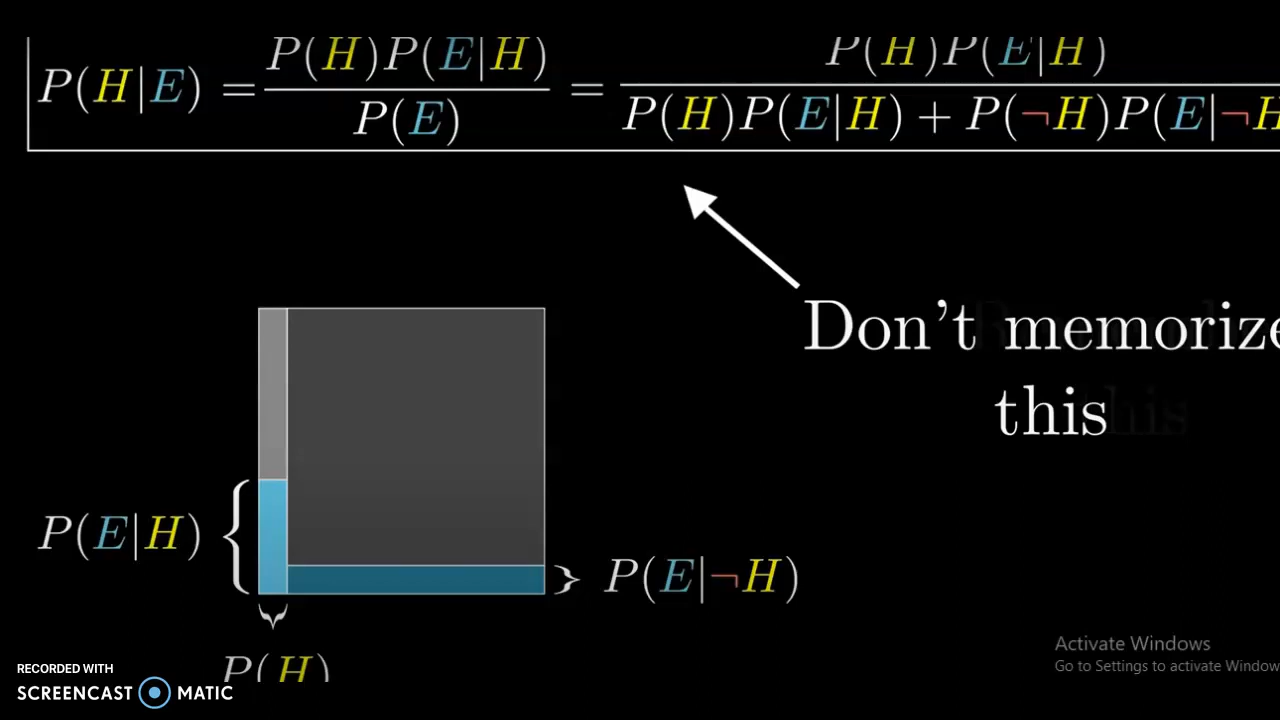 P(H|E) = P(H)P(E|H) / P(E) = P(H)P(E|H) / P(H)P(E|H) + P(¬H)P(E|¬H
Don't memorize
this
P(E|H)
P(E|¬H)
P(H)
Activate Windows
Go to Settings to activate Window
RECORDED WITH
SCREENCAST MATIC